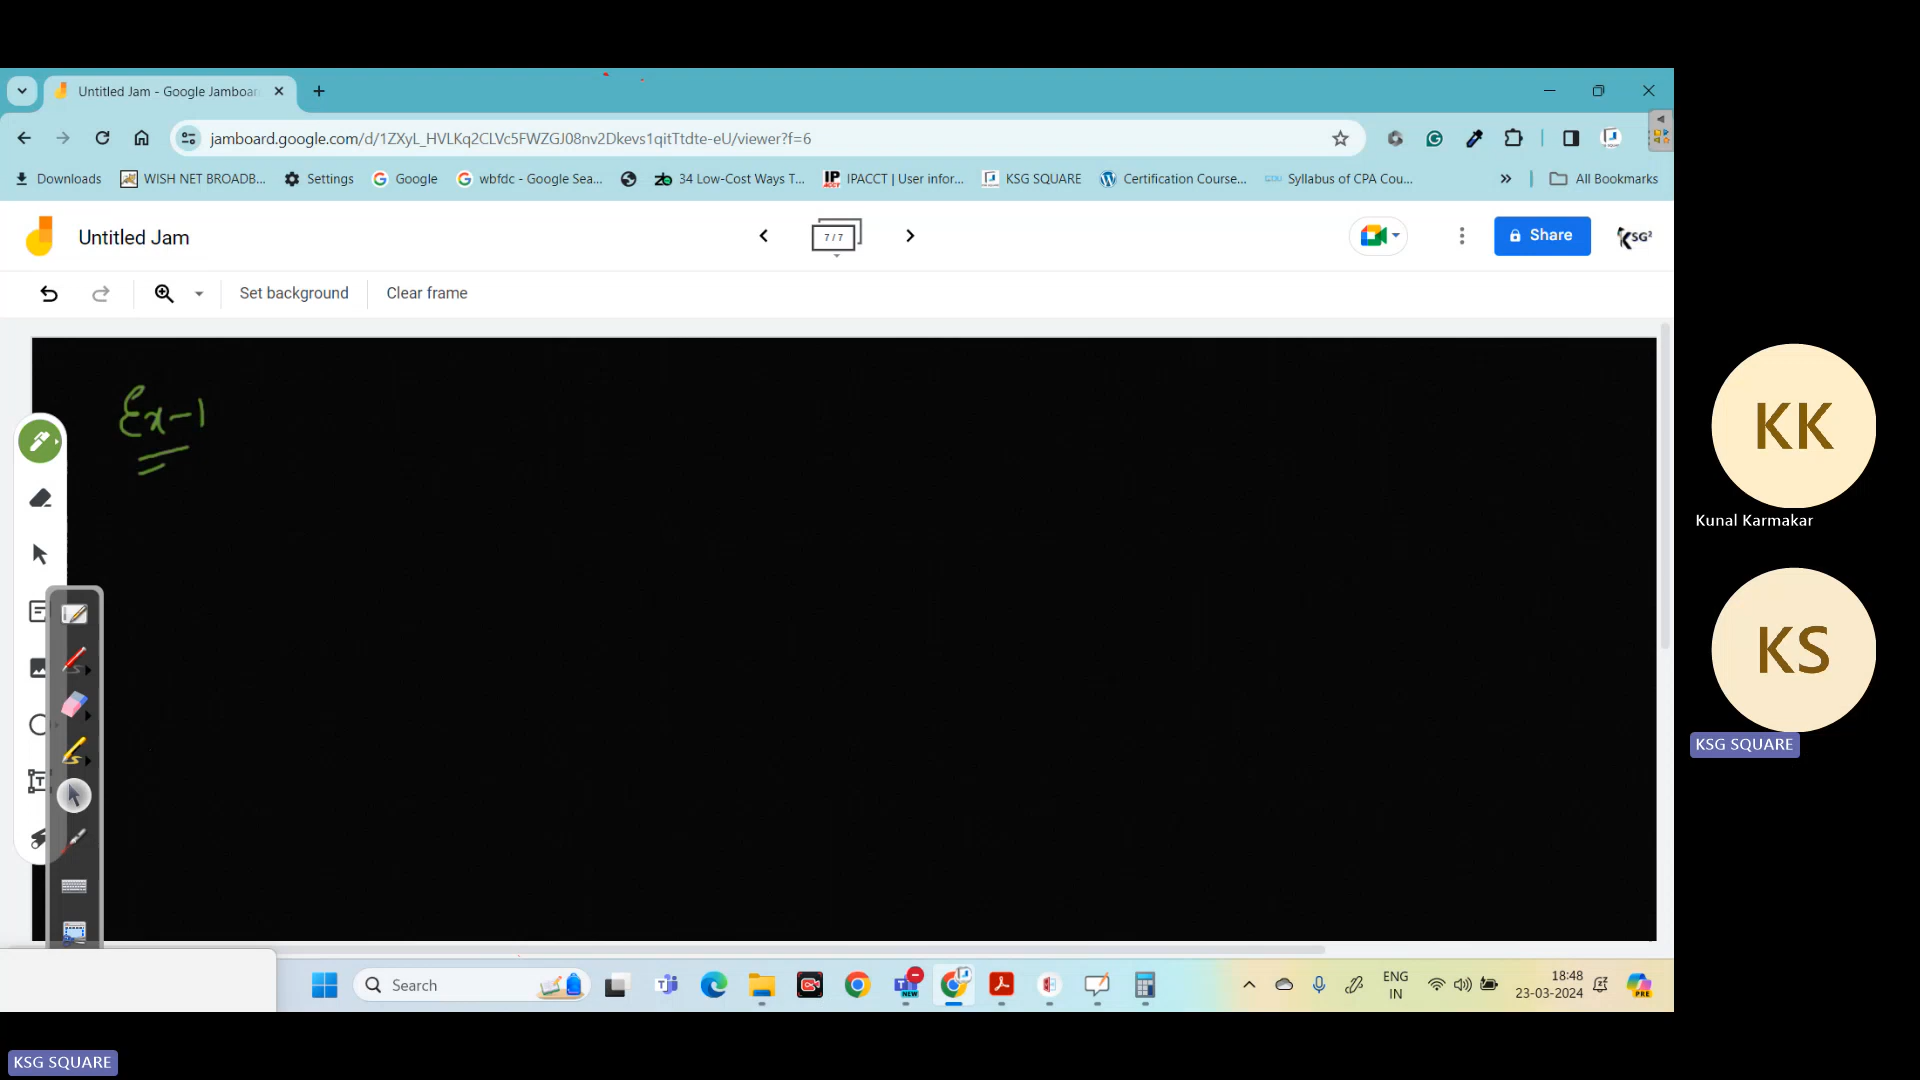 Untitled Jam - Google Jamboar
jamboard.google.com/d/1ZXyL_HVLKq2CLVc5FWZGJ08nv2Dkevs1qitTtdte-eU/viewer?f=6
Downloads WISH NET BROADB... Settings Google wbfdc - Google Sea... 34 Low-Cost Ways T... IPACCT | User infor... KSG SQUARE Certification Course... Syllabus of CPA Cou... » All Bookmarks
Untitled Jam 7 / 7 Share KSG²
Set background Clear frame
Ex-1
KK
Kunal Karmakar
KS
KSG SQUARE
Search ENG IN 18:48 23-03-2024
KSG SQUARE